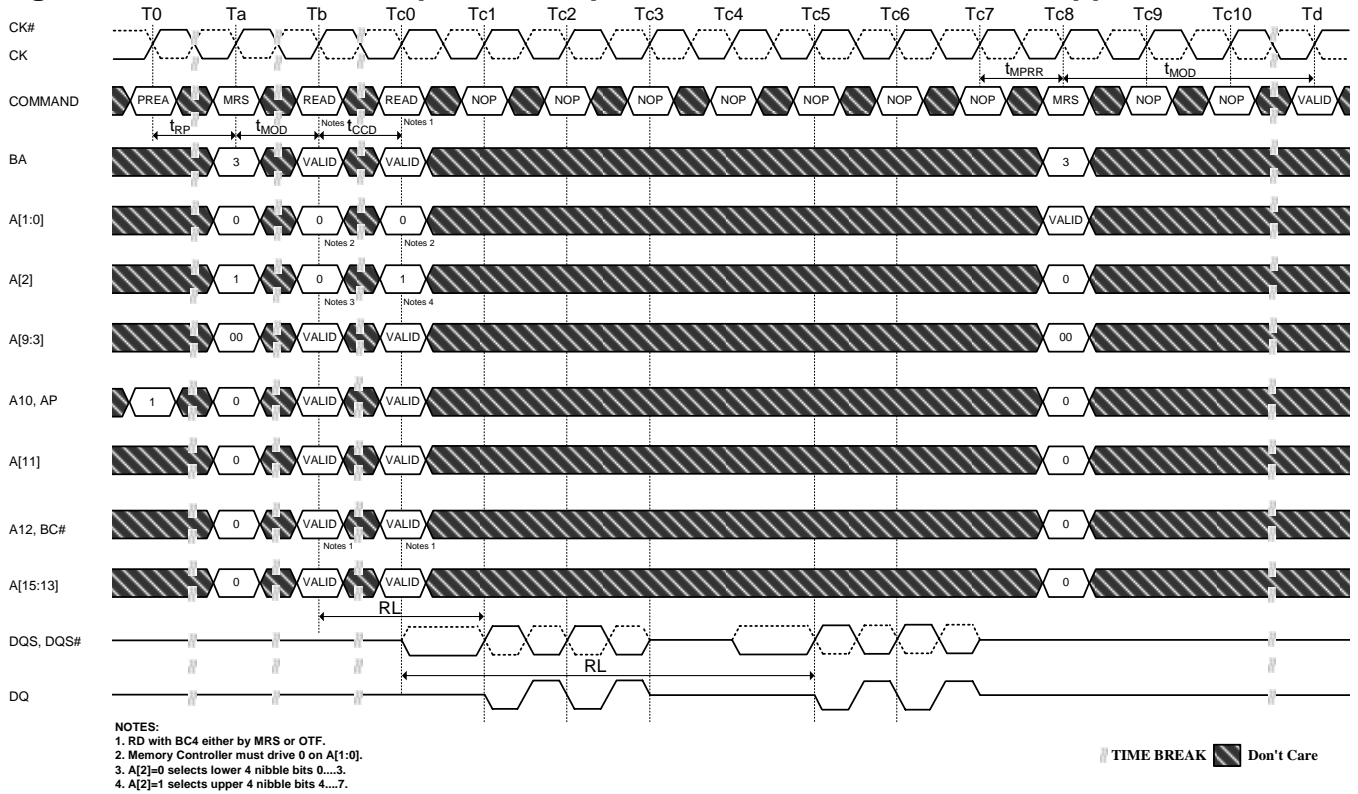 T0 Ta Tb Tc0 Tc1 Tc2 Tc3 Tc4 Tc5 Tc6 Tc7 Tc8 Tc9 Tc10 Td
CK#
CK
tMPRR tMOD
COMMAND PREA MRS READ READ NOP NOP NOP NOP NOP NOP NOP MRS NOP NOP VALID
Notes 1 Notes 1
tRP tMOD tCCD
BA 3 VALID VALID 3
A[1:0] 0 0 0 VALID
Notes 2 Notes 2
A[2] 1 0 1 0
Notes 3 Notes 4
A[9:3] 00 VALID VALID 00
A10, AP 1 0 VALID VALID 0
A[11] 0 VALID VALID 0
A12, BC# 0 VALID VALID 0
Notes 1 Notes 1
A[15:13] 0 VALID VALID 0
RL
DQS, DQS#
RL
DQ
NOTES:
1. RD with BC4 either by MRS or OTF.
2. Memory Controller must drive 0 on A[1:0].
3. A[2]=0 selects lower 4 nibble bits 0....3.
4. A[2]=1 selects upper 4 nibble bits 4....7.
TIME BREAK Don't Care